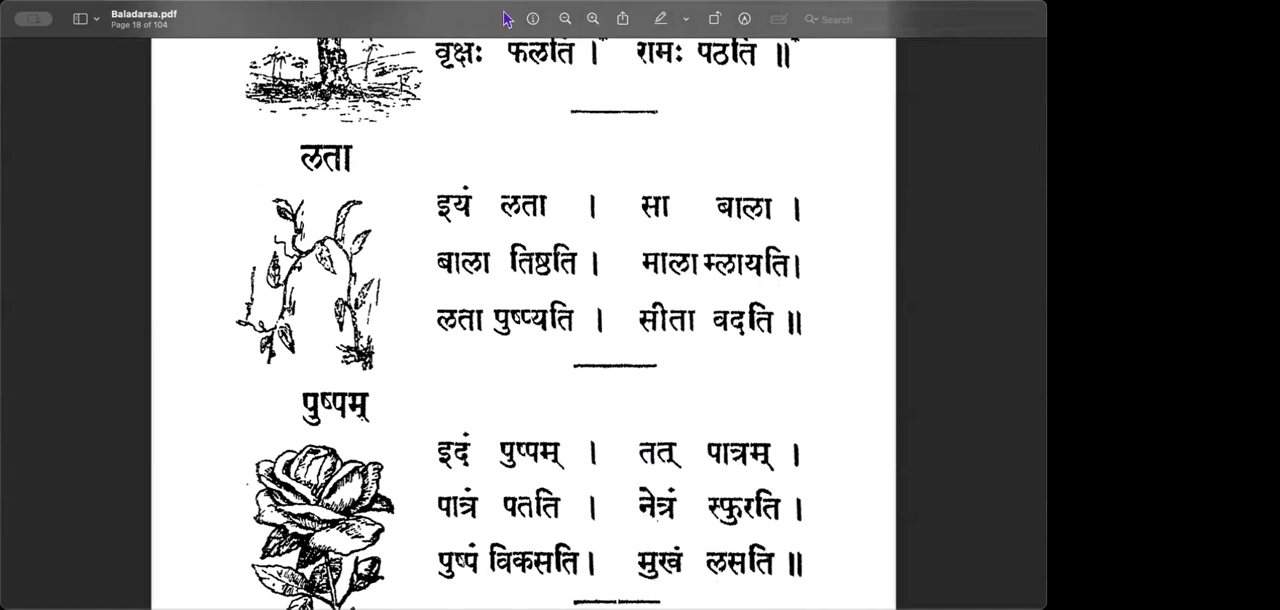 Baladarsa.pdf
Page 18 of 104
Search
वृक्षः फलति ।* रामः पठति ॥*
लता
इयं लता । सा बाला ।
बाला तिष्ठति । माला म्लायति।
लता पुष्प्यति । सीता वदति ॥
पुष्पम्
इदं पुष्पम् । तत् पात्रम् ।
पात्रं पतति । नेत्रं स्फुरति ।
पुष्पं विकसति। मुखं लसति ॥